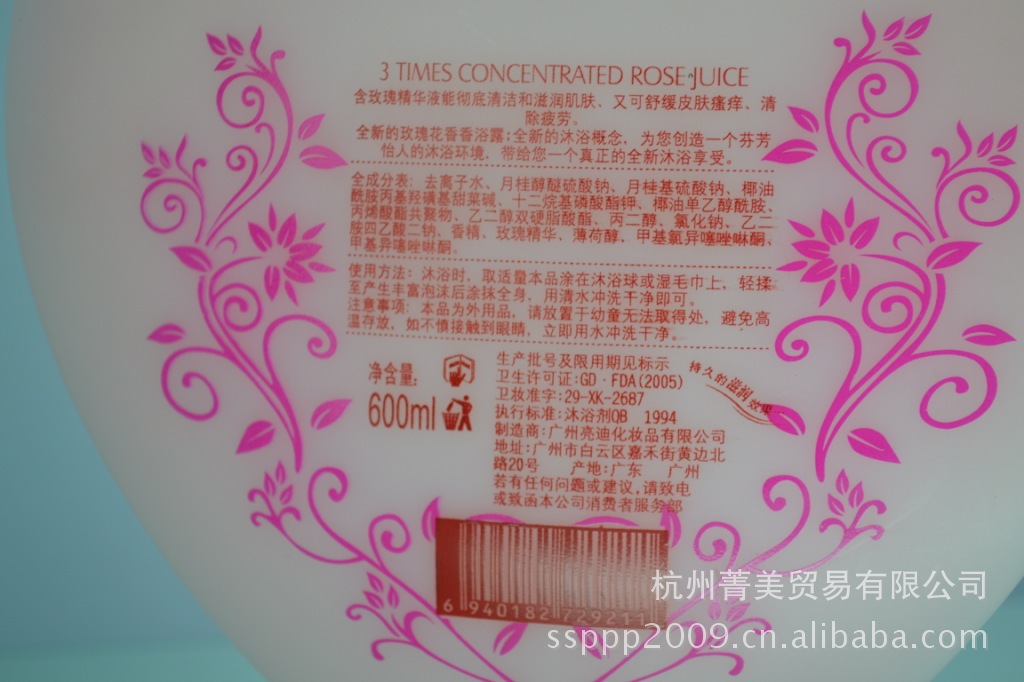 3 TIMES CONCENTRATED ROSE JUICE
含玫瑰精华液能彻底清洁和滋润肌肤、又可舒缓皮肤瘙痒、清
除疲劳。
全新的玫瑰花香香浴露;全新的沐浴概念，为您创造一个芬芳
怡人的沐浴环境，带给您一个真正的全新沐浴享受。
全成分表：去离子水、月桂醇醚硫酸钠、月桂基硫酸钠、椰油
酰胺丙基羟磺基甜菜碱、十二烷基磷酸酯钾、椰油单乙醇酰胺、
丙烯酸酯共聚物、乙二醇双硬脂酸酯、丙二醇、氯化钠、乙二
胺四乙酸二钠、香精、玫瑰精华、薄荷醇、甲基氯异噻唑啉酮、
甲基异噻唑啉酮。
使用方法：沐浴时，取适量本品涂在沐浴球或湿毛巾上，轻揉
至产生丰富泡沫后涂抹全身，用清水冲洗干净即可。
注意事项：本品为外用品，请放置于幼童无法取得处，避免高
温存放，如不慎接触到眼睛，立即用水冲洗干净。
净含量：
600ml
生产批号及限用期见标示
卫生许可证:GD·FDA(2005)
卫妆准字:29-XK-2687
执行标准:沐浴剂QB 1994
制造商:广州亮迪化妆品有限公司
地址:广州市白云区嘉禾街黄边北
路20号 产地:广东 广州
若有任何问题或建议,请致电
或致函本公司消费者服务部
持久的滋润效果
6 940182 729211
杭州菁美贸易有限公司
ssppp2009.cn.alibaba.com